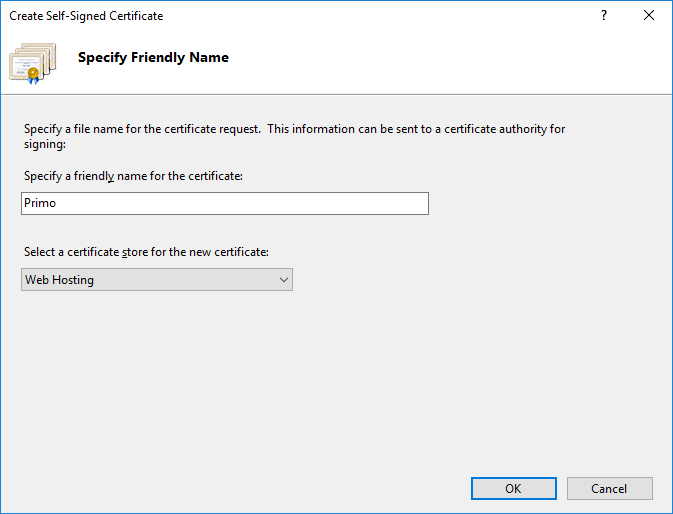 Create Self-Signed Certificate
?
Specify Friendly Name
Specify a file name for the certificate request.  This information can be sent to a certificate authority for
signing:
Specify a friendly name for the certificate:
Primo
Select a certificate store for the new certificate:
Web Hosting
OK Cancel